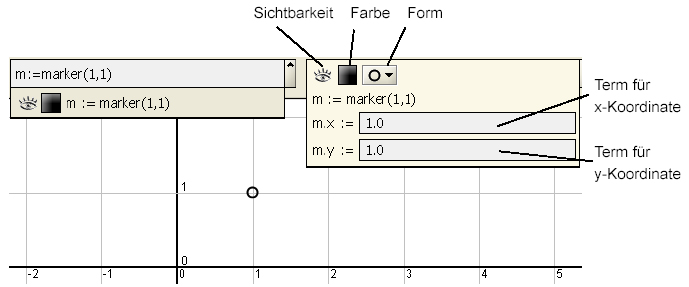 Sichtbarkeit Farbe Form
m:=marker(1,1)
m := marker(1,1)
m := marker(1,1)
m.x := 1.0
m.y := 1.0
Term für
x-Koordinate
Term für
y-Koordinate
1
0
-2 -1 0 1 2 3 4 5